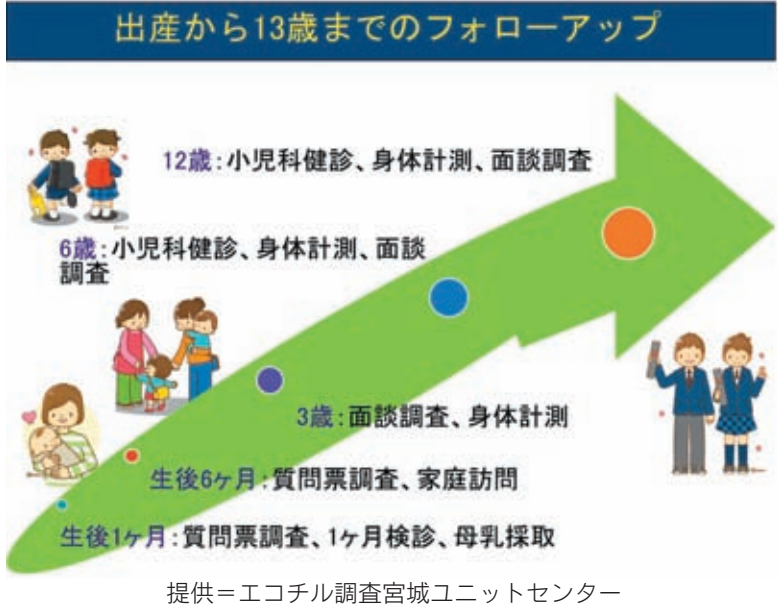 出産から13歳までのフォローアップ
12歳：小児科健診、身体計測、面談調査
6歳：小児科健診、身体計測、面談
調査
3歳：面談調査、身体計測
生後6ヶ月：質問票調査、家庭訪問
生後1ヶ月：質問票調査、1ヶ月検診、母乳採取
提供＝エコチル調査宮城ユニットセンター